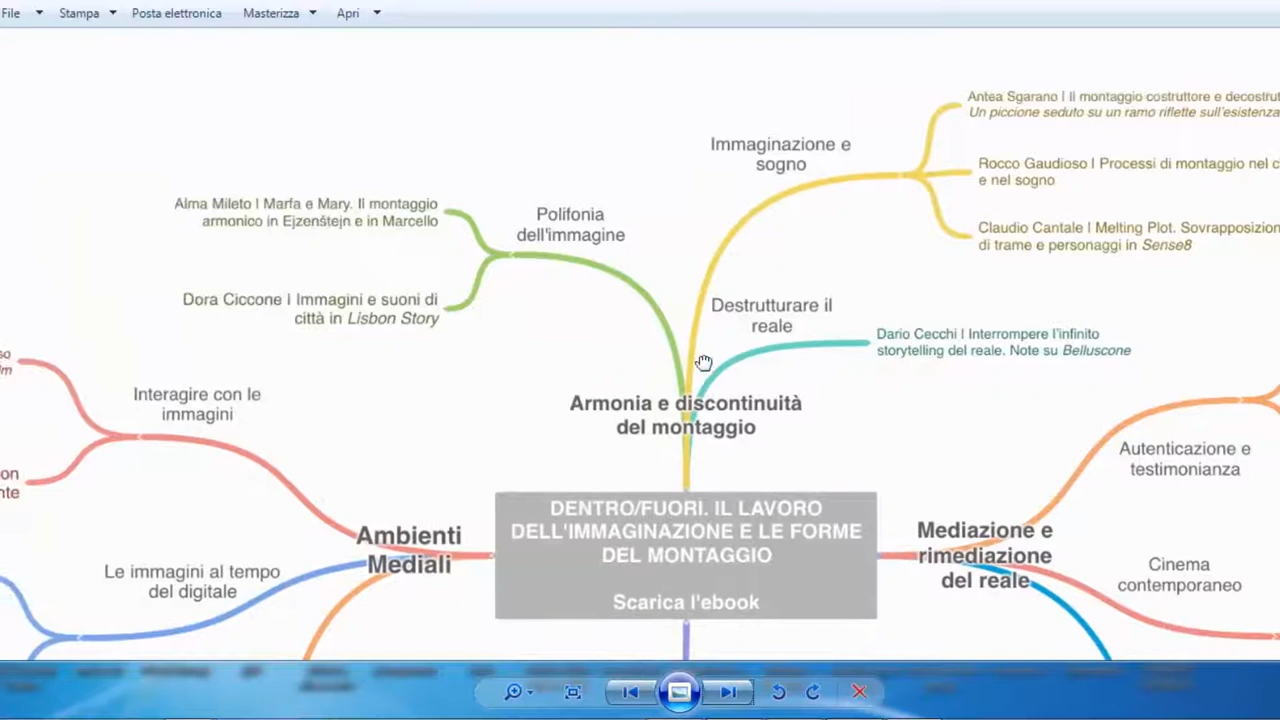 File Stampa Posta elettronica Masterizza Apri
Antea Sgarano | Il montaggio costruttore e
Un piccione seduto su un ramo riflette sull'esistenza
Immaginazione e
sogno
Rocco Gaudioso | Processi di montaggio nel
e nel sogno
Alma Mileto | Marfa e Mary. Il montaggio
armonico in Ejzenštejn e in Marcello
Polifonia
dell'immagine
Claudio Cantale | Melting Plot.
di trame e personaggi in Sense8
Dora Ciccone | Immagini e suoni di
città in Lisbon Story
Destrutturare il
reale
Dario Cecchi | Interrompere l'infinito
storytelling del reale. Note su Belluscone
Interagire con le
immagini
Armonia e discontinuità
del montaggio
Autenticazione e
testimonianza
DENTRO/FUORI. IL LAVORO
DELL'IMMAGINAZIONE E LE FORME
DEL MONTAGGIO
Scarica l'ebook
Ambienti
Mediali
Mediazione e
rimediazione
del reale
Le immagini al tempo
del digitale
Cinema
contemporaneo